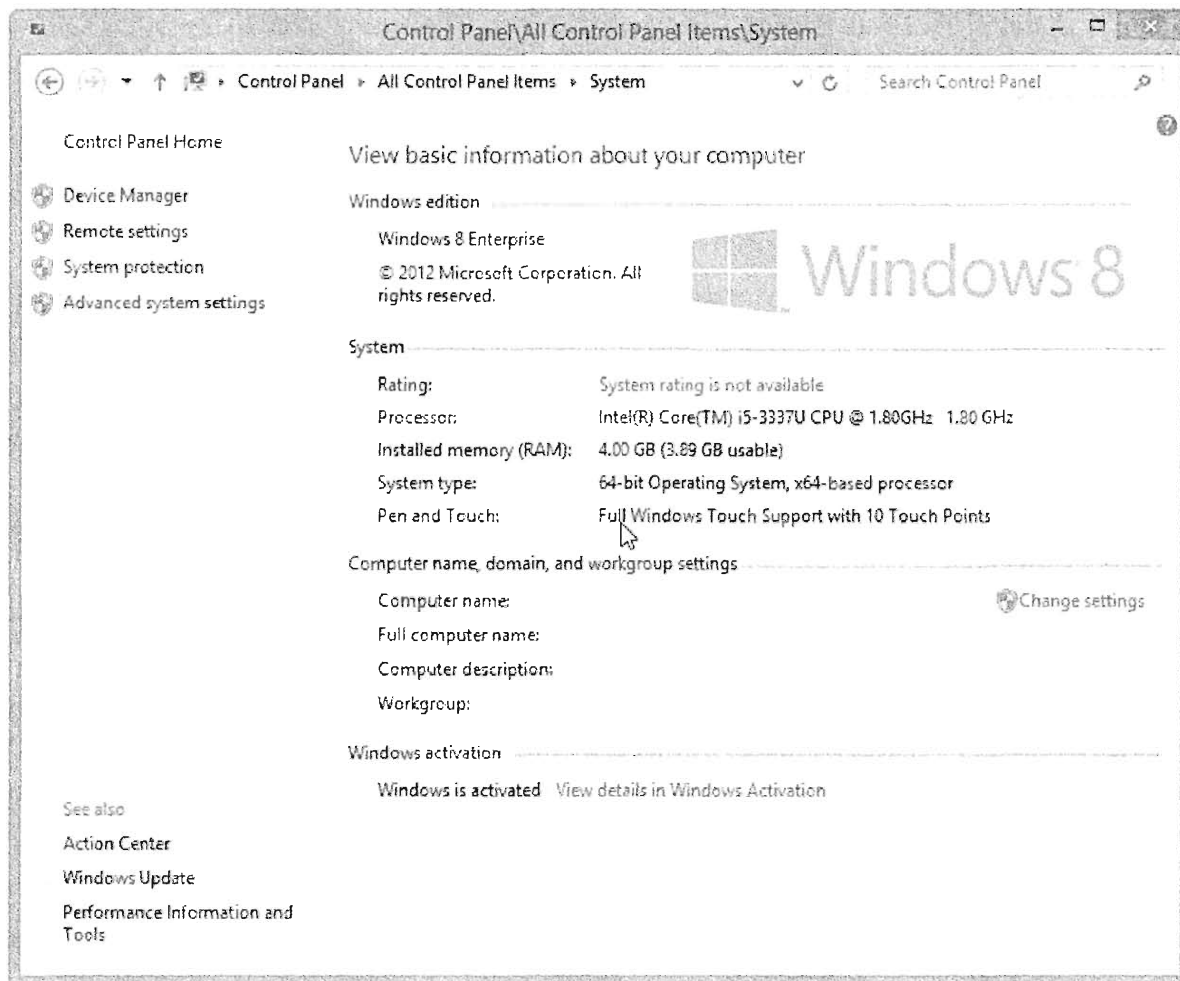 Control Panel\All Control Panel Items\System
Control Panel ▸ All Control Panel Items ▸ System
Search Control Panel
Control Panel Home
Device Manager
Remote settings
System protection
Advanced system settings
View basic information about your computer
Windows edition
Windows 8 Enterprise
© 2012 Microsoft Corporation. All
rights reserved.
Windows 8
System
Rating: System rating is not available
Processor: Intel(R) Core(TM) i5-3337U CPU @ 1.80GHz 1.80 GHz
Installed memory (RAM): 4.00 GB (3.89 GB usable)
System type: 64-bit Operating System, x64-based processor
Pen and Touch: Full Windows Touch Support with 10 Touch Points
Computer name, domain, and workgroup settings
Computer name:
Change settings
Full computer name:
Computer description:
Workgroup:
Windows activation
Windows is activated View details in Windows Activation
See also
Action Center
Windows Update
Performance Information and
Tools